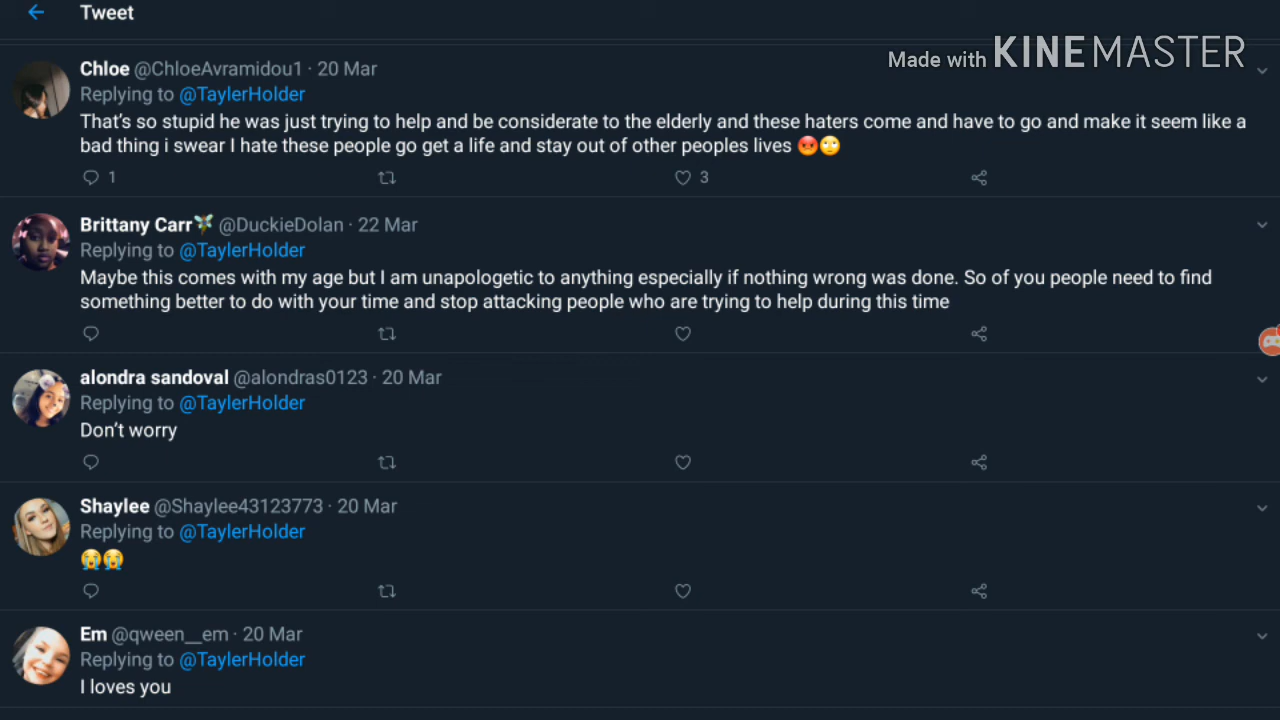 Tweet
Made with KINEMASTER
Chloe @ChloeAvramidou1 · 20 Mar
Replying to @TaylerHolder
That's so stupid he was just trying to help and be considerate to the elderly and these haters come and have to go and make it seem like a
bad thing i swear I hate these people go get a life and stay out of other peoples lives 😡🙄
1 3
Brittany Carr🧚 @DuckieDolan · 22 Mar
Replying to @TaylerHolder
Maybe this comes with my age but I am unapologetic to anything especially if nothing wrong was done. So of you people need to find
something better to do with your time and stop attacking people who are trying to help during this time
alondra sandoval @alondras0123 · 20 Mar
Replying to @TaylerHolder
Don't worry
Shaylee @Shaylee43123773 · 20 Mar
Replying to @TaylerHolder
😭😭
Em @qween__em · 20 Mar
Replying to @TaylerHolder
I loves you